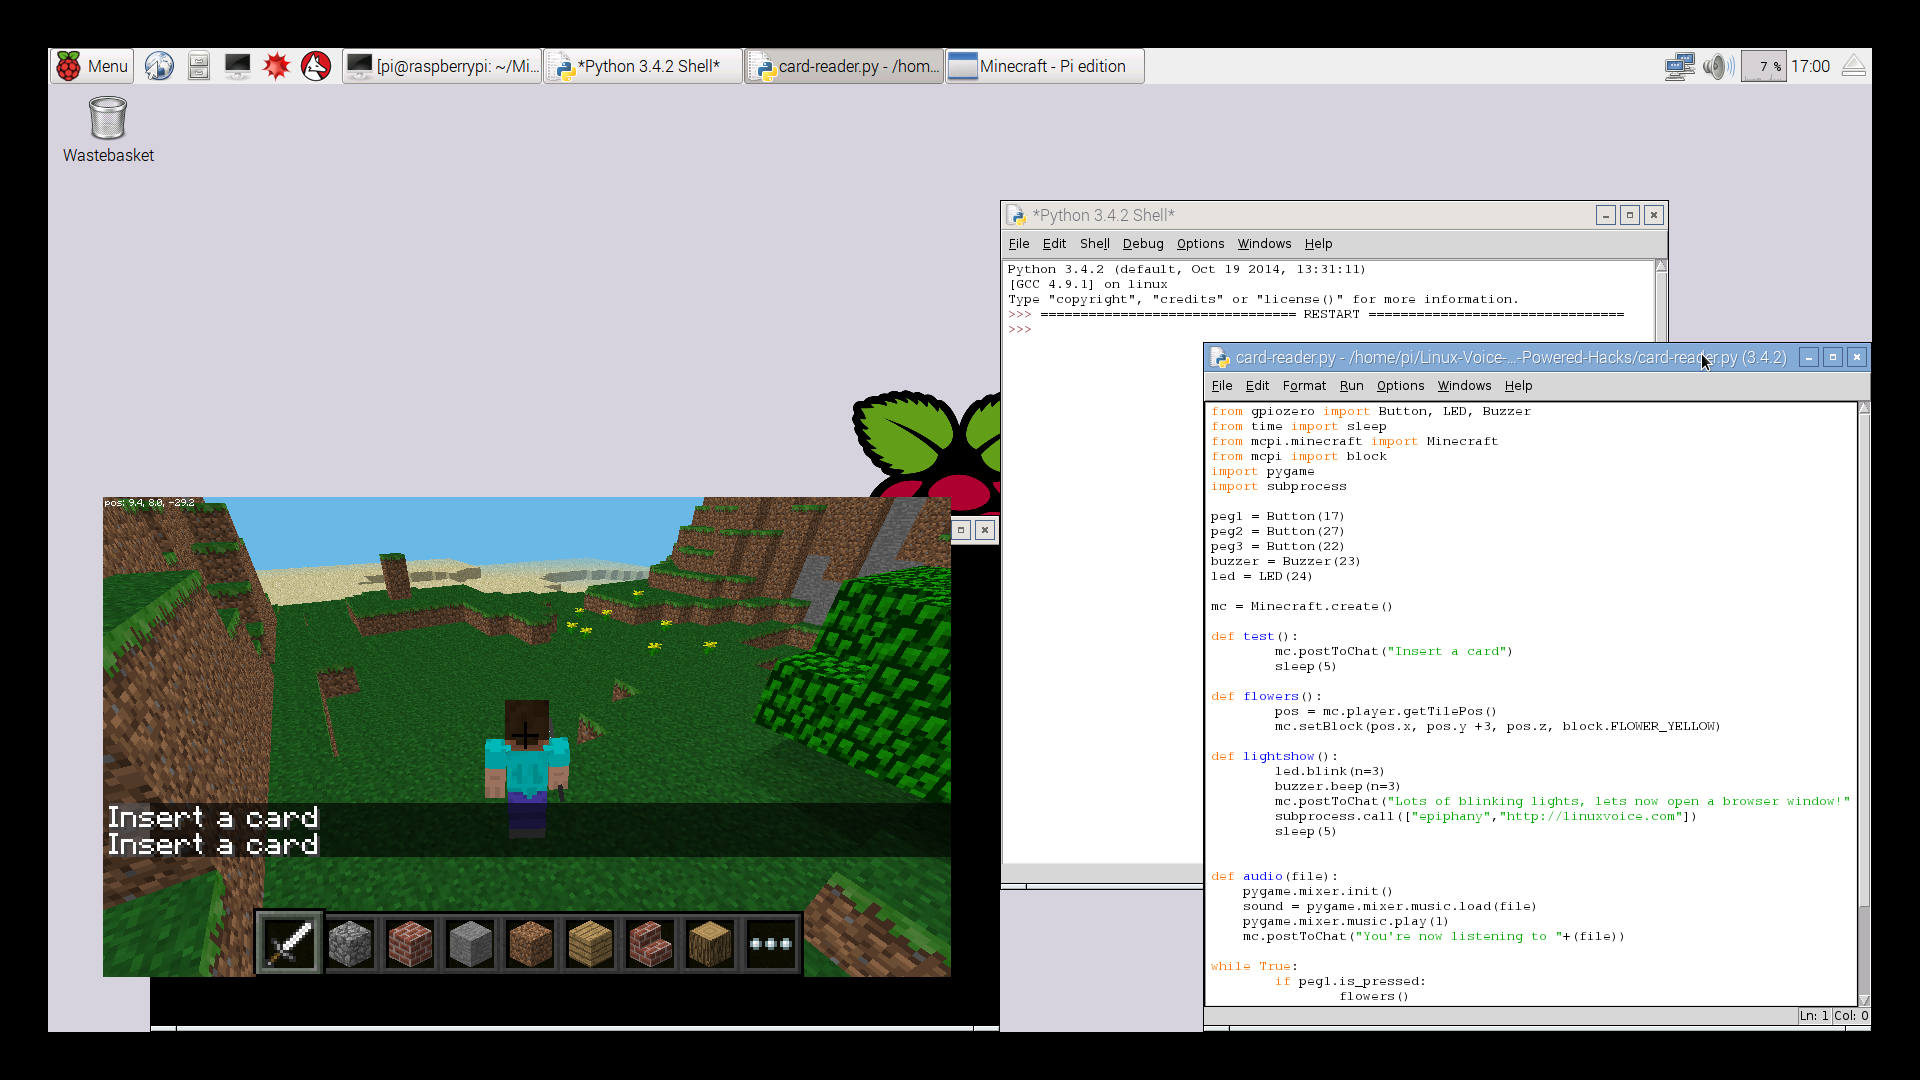 Menu
[pi@raspberrypi: ~/Mi...
*Python 3.4.2 Shell*
card-reader.py - /hom...
Minecraft - Pi edition
7 %
17:00
Wastebasket
*Python 3.4.2 Shell*
File Edit Shell Debug Options Windows Help
Python 3.4.2 (default, Oct 19 2014, 13:31:11)
[GCC 4.9.1] on linux
Type "copyright", "credits" or "license()" for more information.
>>> ================================ RESTART ================================
>>>
card-reader.py - /home/pi/Linux-Voice-...-Powered-Hacks/card-reader.py (3.4.2)
File Edit Format Run Options Windows Help
from gpiozero import Button, LED, Buzzer
from time import sleep
from mcpi.minecraft import Minecraft
from mcpi import block
import pygame
import subprocess
peg1 = Button(17)
peg2 = Button(27)
peg3 = Button(22)
buzzer = Buzzer(23)
led = LED(24)
mc = Minecraft.create()
def test():
        mc.postToChat("Insert a card")
        sleep(5)
def flowers():
        pos = mc.player.getTilePos()
        mc.setBlock(pos.x, pos.y +3, pos.z, block.FLOWER_YELLOW)
def lightshow():
        led.blink(n=3)
        buzzer.beep(n=3)
        mc.postToChat("Lots of blinking lights, lets now open a browser window!"
        subprocess.call(["epiphany","http://linuxvoice.com"])
        sleep(5)
def audio(file):
    pygame.mixer.init()
    sound = pygame.mixer.music.load(file)
    pygame.mixer.music.play(1)
    mc.postToChat("You're now listening to "+(file))
while True:
        if peg1.is_pressed:
                flowers()
Ln: 1 Col: 0
pos: 9.4, 8.0, -29.2
Insert a card
Insert a card